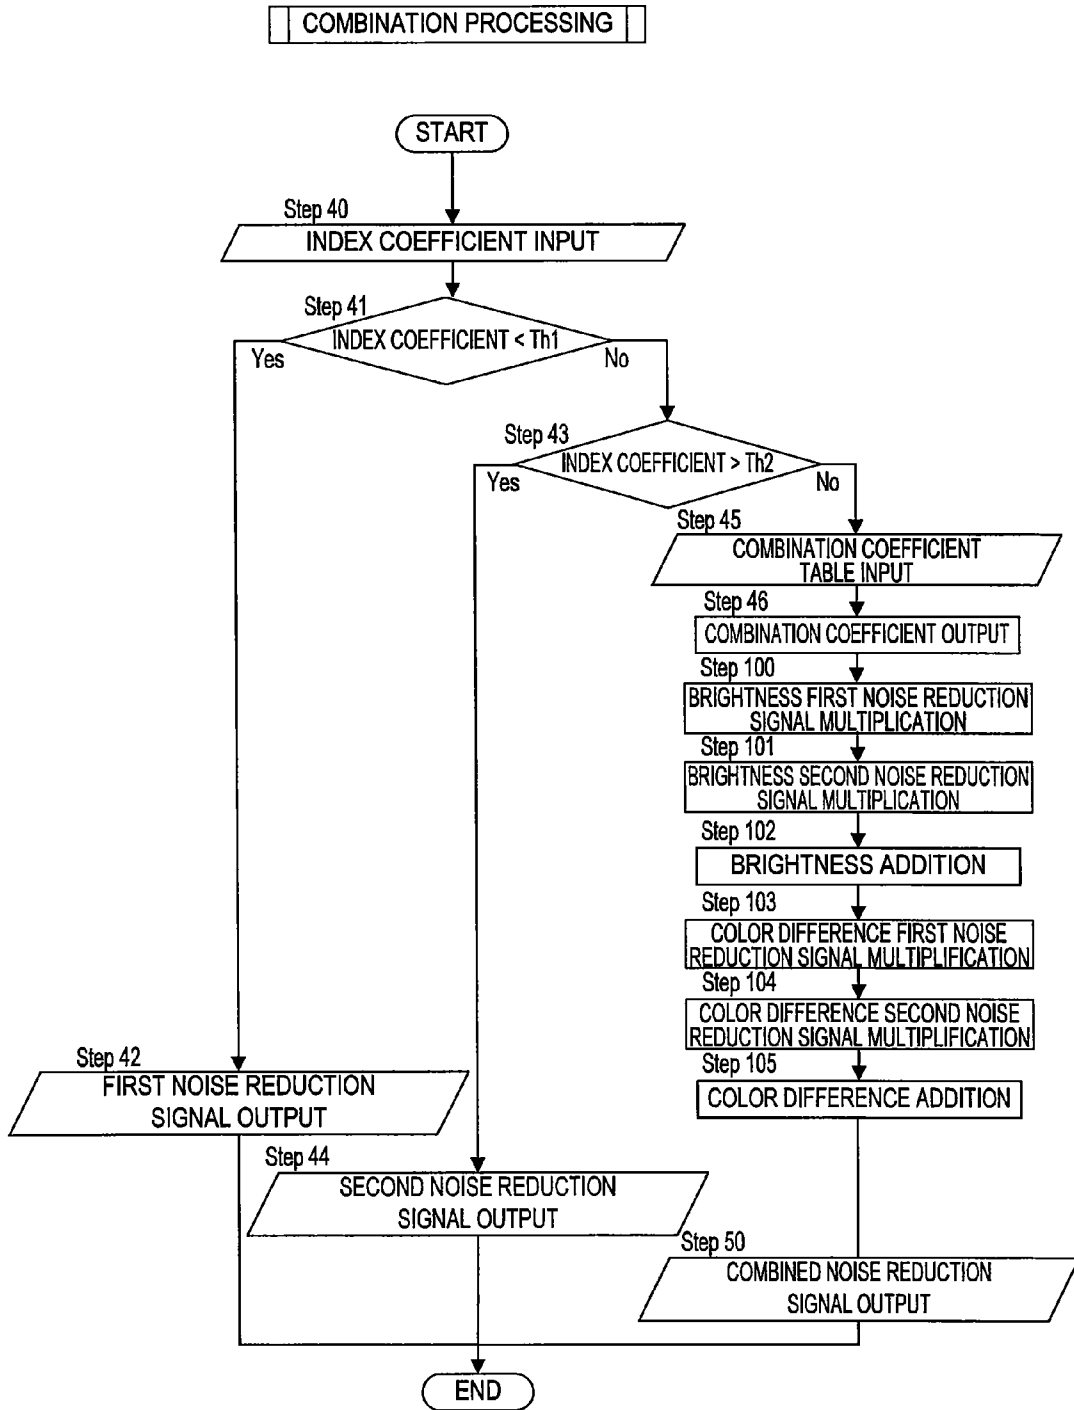 COMBINATION PROCESSING
START
Step 40
INDEX COEFFICIENT INPUT
Step 41
INDEX COEFFICIENT < Th1
Yes
No
Step 43
INDEX COEFFICIENT > Th2
Yes
No
Step 45
COMBINATION COEFFICIENT
TABLE INPUT
Step 46
COMBINATION COEFFICIENT OUTPUT
Step 100
BRIGHTNESS FIRST NOISE REDUCTION
SIGNAL MULTIPLICATION
Step 101
BRIGHTNESS SECOND NOISE REDUCTION
SIGNAL MULTIPLICATION
Step 102
BRIGHTNESS ADDITION
Step 103
COLOR DIFFERENCE FIRST NOISE
REDUCTION SIGNAL MULTIPLIFICATION
Step 104
COLOR DIFFERENCE SECOND NOISE
REDUCTION SIGNAL MULTIPLIFICATION
Step 105
COLOR DIFFERENCE ADDITION
Step 42
FIRST NOISE REDUCTION
SIGNAL OUTPUT
Step 44
SECOND NOISE REDUCTION
SIGNAL OUTPUT
Step 50
COMBINED NOISE REDUCTION
SIGNAL OUTPUT
END